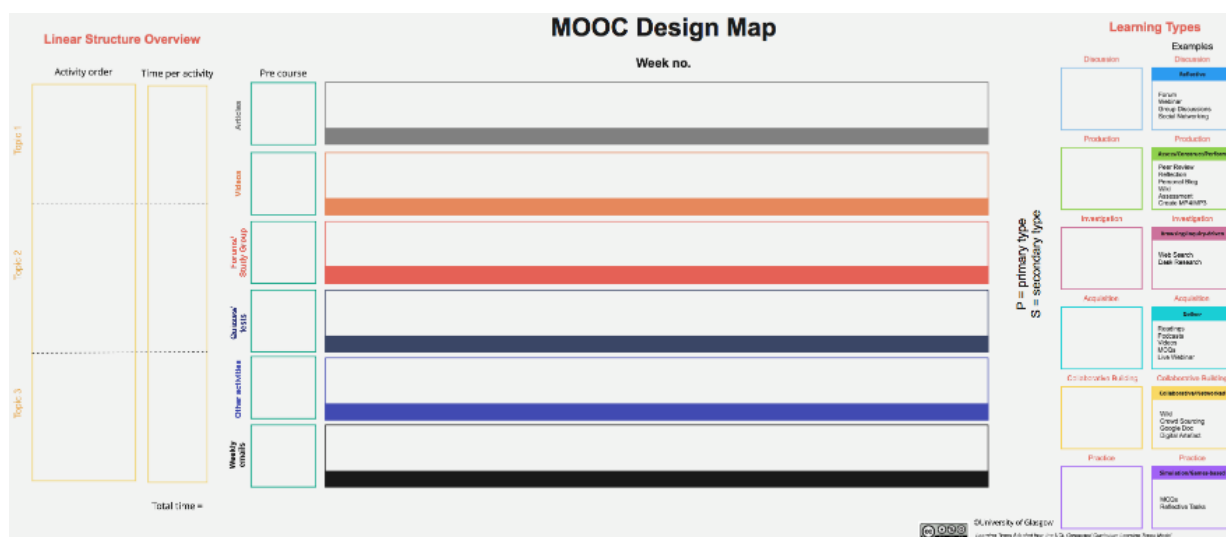 MOOC Design Map
Linear Structure Overview
Activity order
Time per activity
Topic 1
Topic 2
Topic 3
Total time =
Pre course
Week no.
Articles
Videos
Forums/
Study Group
Quizzes/
tests
Other activities
Weekly
emails
P = primary type
S = secondary type
Learning Types
Examples
Discussion
Discussion
Reflective
Forum
Webinar
Group Discussions
Social Networking
Production
Production
Peer Review
Reflection
Personal Blog
Wiki
Assessment
Create MP4/MP3
Investigation
Investigation
Web Search
Desk Research
Acquisition
Acquisition
Gather
Readings
Podcasts
Videos
MCQs
Live Webinar
Collaborative Building
Collaborative Building
Wiki
Crowd Sourcing
Google Doc
Digital Artefact
Practice
Practice
MCQs
Reflective Tasks
©University of Glasgow